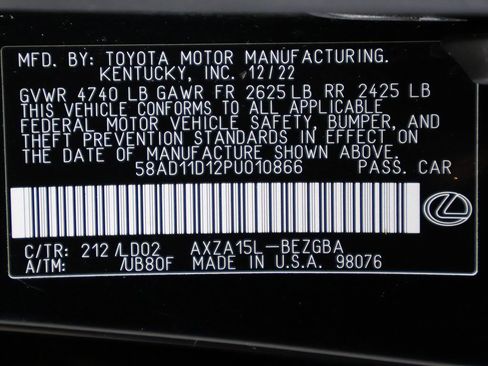 MFD. BY: TOYOTA MOTOR MANUFACTURING.
KENTUCKY, INC. 12/22
GVWR 4740 LB GAWR FR 2625 LB RR 2425 LB
THIS VEHICLE CONFORMS TO ALL APPLICABLE
FEDERAL MOTOR VEHICLE SAFETY, BUMPER, AND
THEFT PREVENTION STANDARDS IN EFFECT ON
THE DATE OF MANUFACTURE SHOWN ABOVE.
58AD11D12PU010866 PASS. CAR
C/TR: 212 /LD02 AXZA15L-BEZGBA
A/TM: /UB80F MADE IN U.S.A. 98076